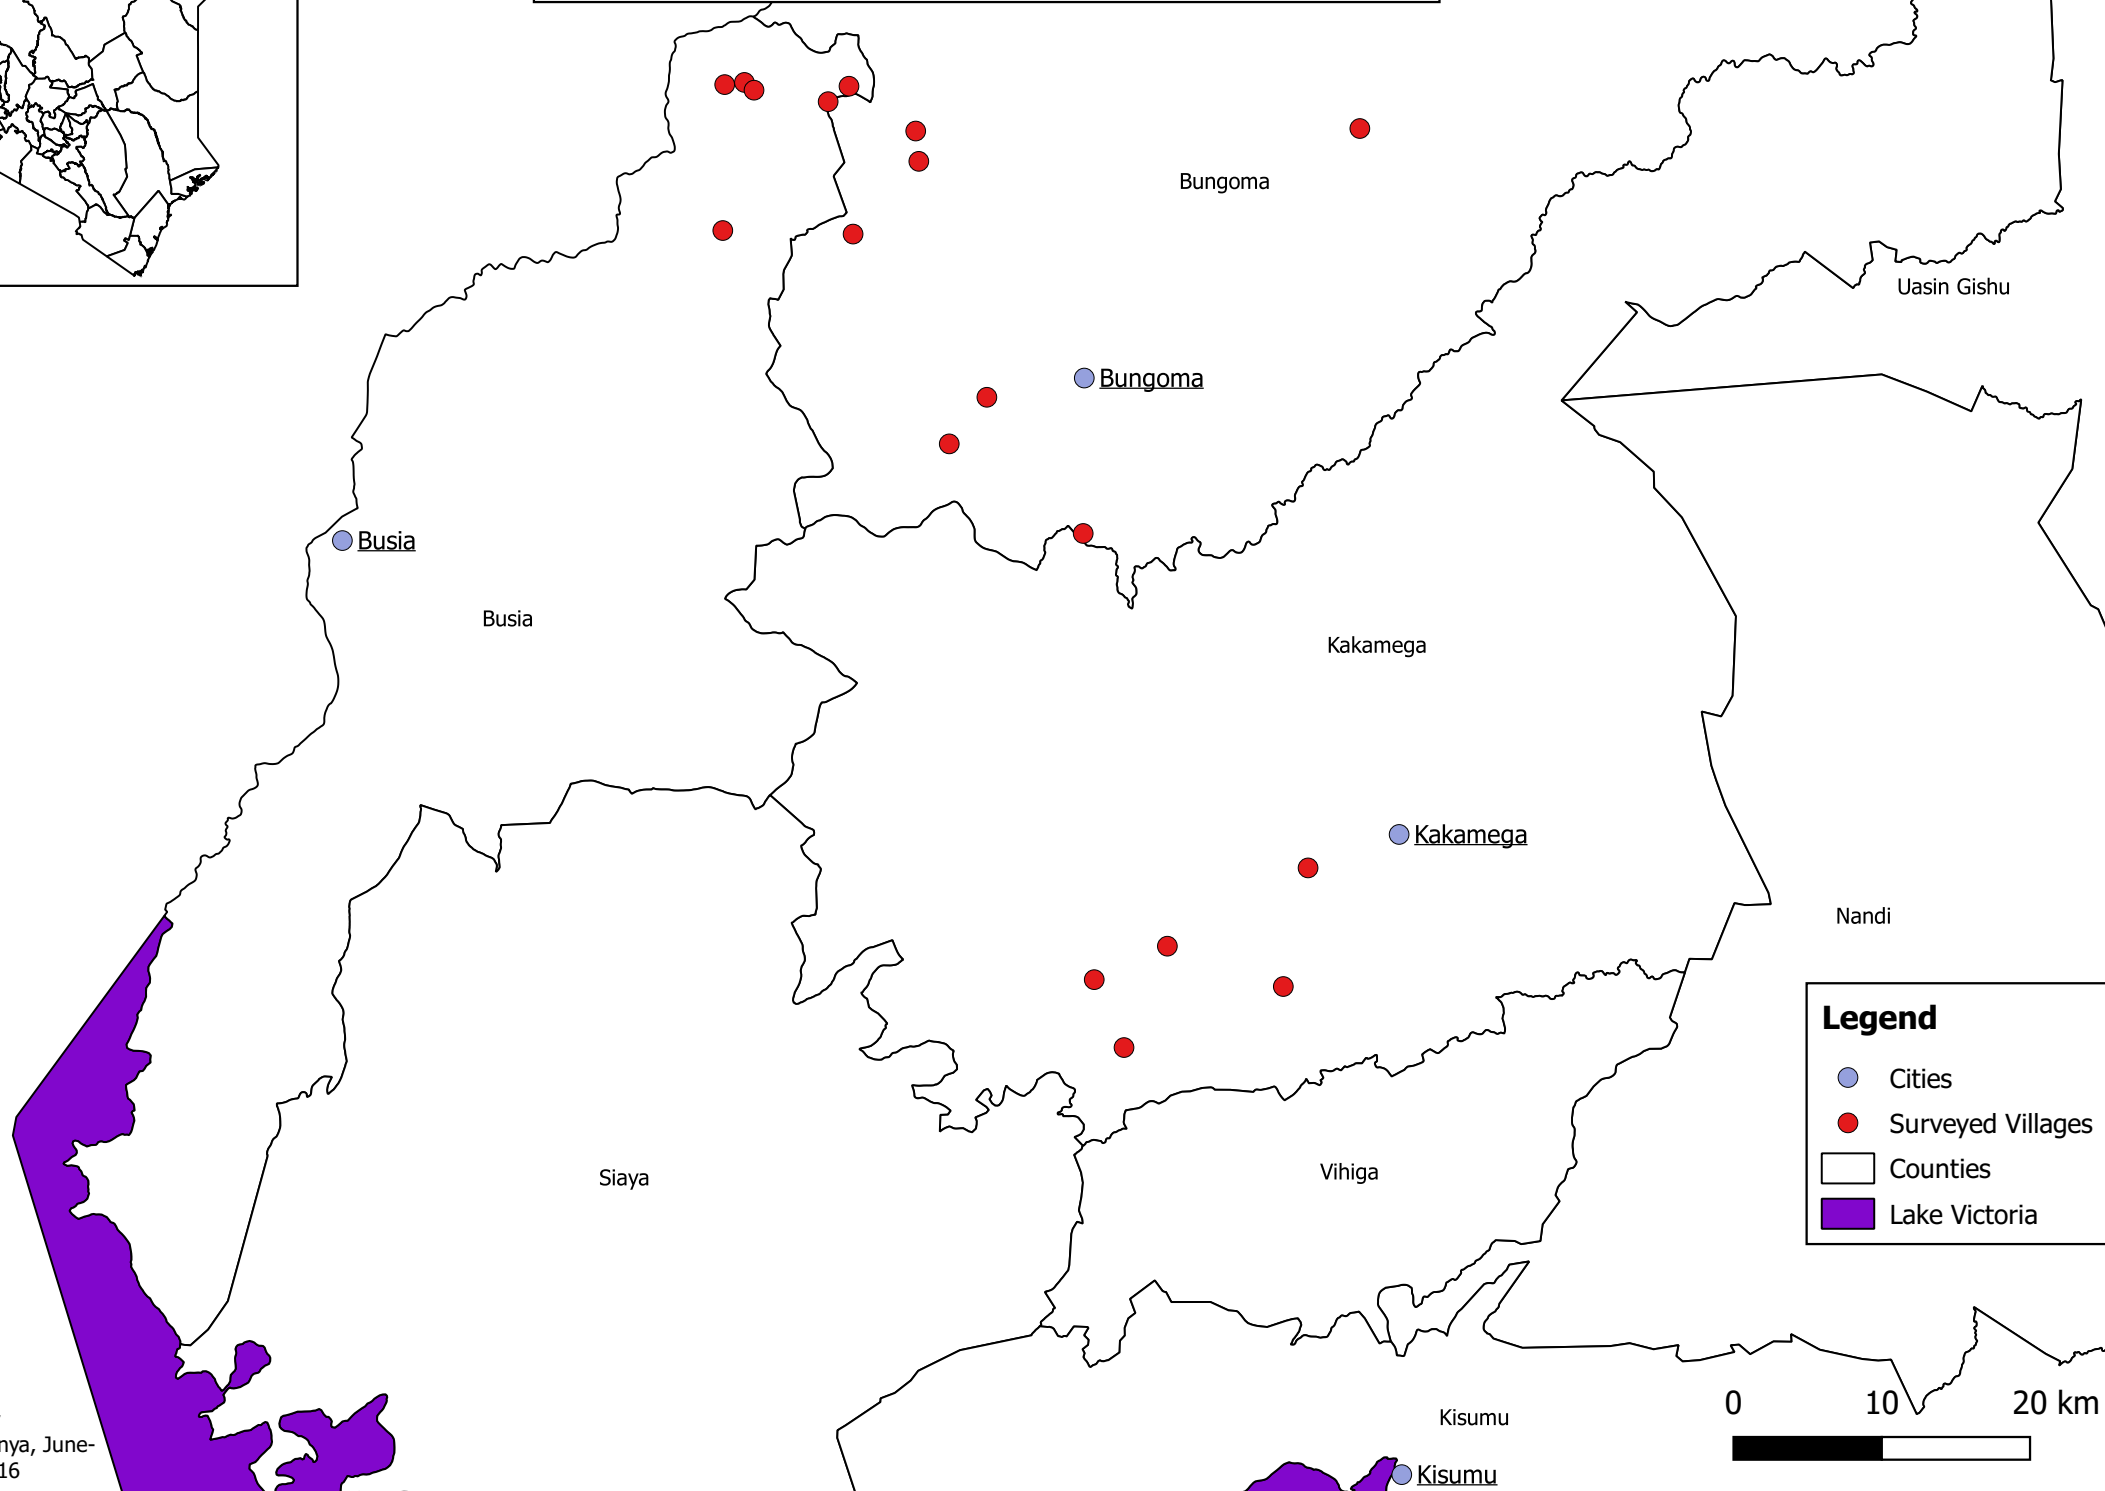 Bungoma
Uasin Gishu
Bungoma
Busia
Busia
Kakamega
Kakamega
Nandi
Legend
Cities
Surveyed Villages
Counties
Lake Victoria
Siaya
Vihiga
0 10 20 km
Kisumu
nya, June-
16
Kisumu